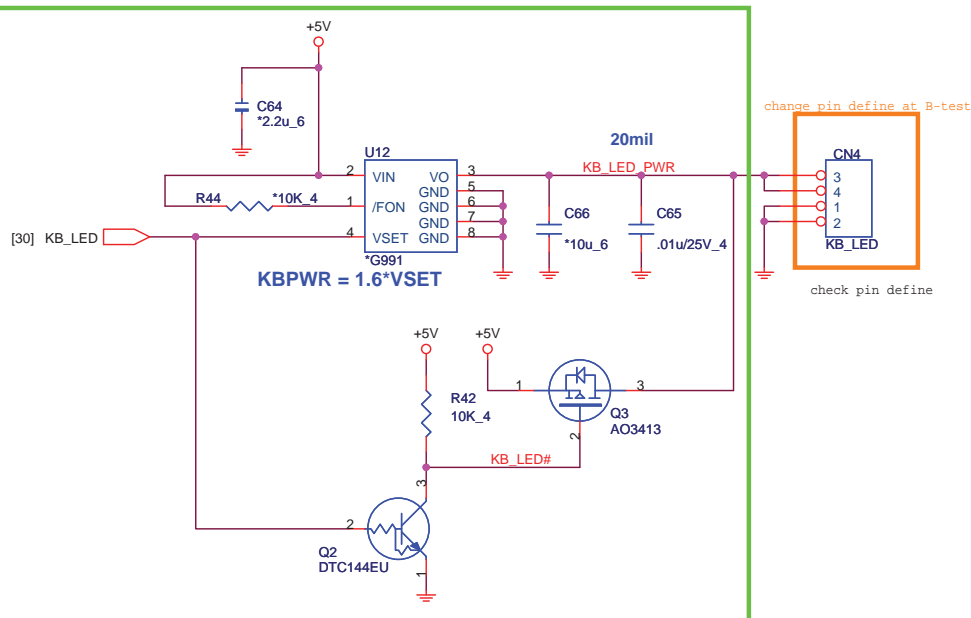 +5V
C64
*2.2u_6
change pin define at B-test
20mil
U12
CN4
2 VIN VO 3 KB_LED_PWR
3
GND 5
4
R44 *10K_4 1 /FON GND 6
C66 C65
1
GND 7
2
[30] KB_LED 4 VSET GND 8
*10u_6 .01u/25V_4
KB_LED
*G991
KBPWR = 1.6*VSET
check pin define
+5V +5V
1 3
R42
10K_4
Q3
AO3413
2
KB_LED#
3
2
Q2
DTC144EU
1